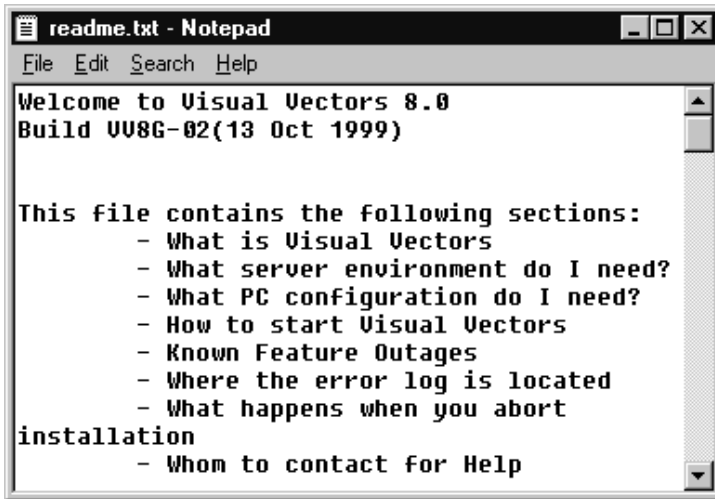 readme.txt - Notepad
File Edit Search Help
Welcome to Visual Vectors 8.0
Build VV8G-02(13 Oct 1999)
This file contains the following sections:
- What is Visual Vectors
- What server environment do I need?
- What PC configuration do I need?
- How to start Visual Vectors
- Known Feature Outages
- Where the error log is located
- What happens when you abort
installation
- Whom to contact for Help